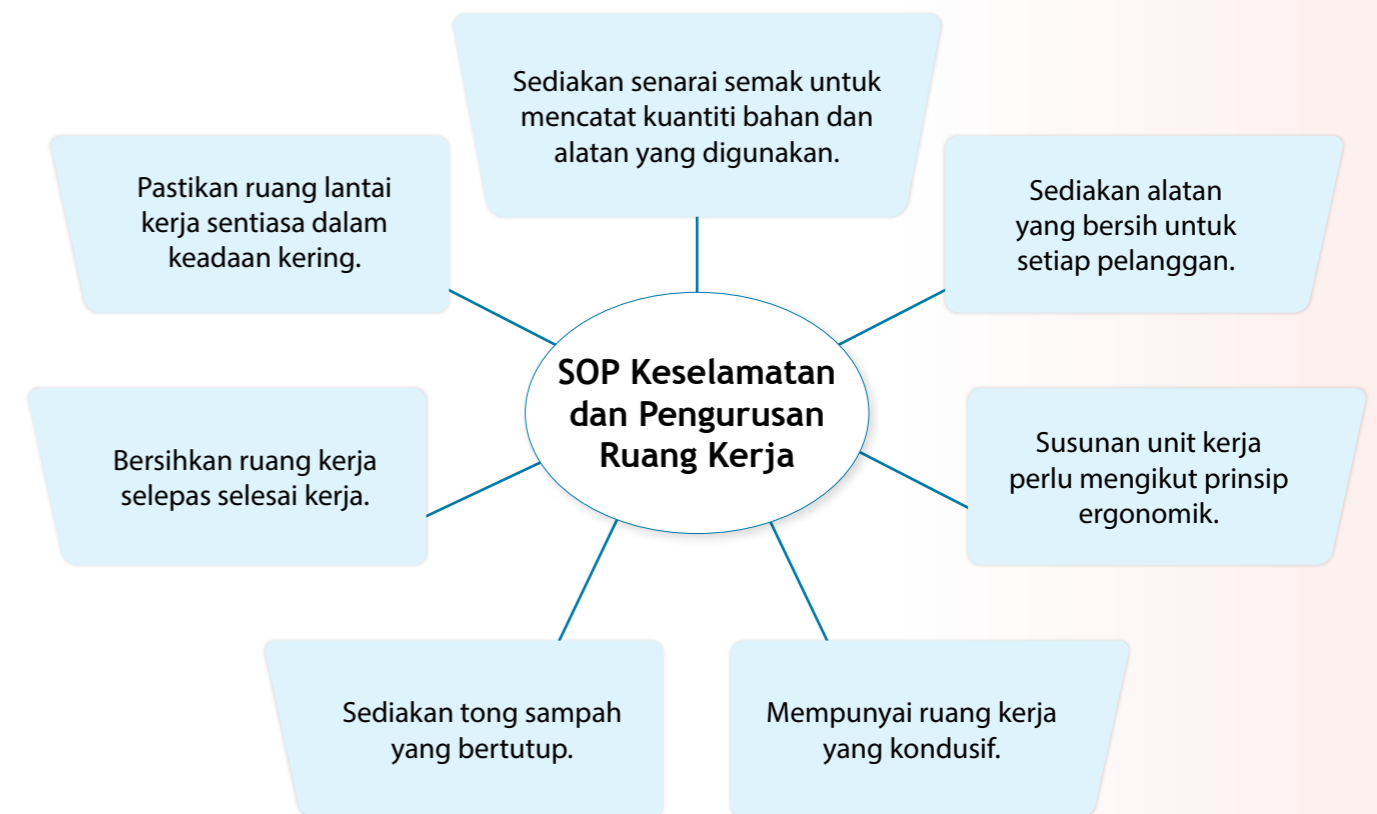 Sediakan senarai semak untuk
mencatat kuantiti bahan dan
alatan yang digunakan.
Pastikan ruang lantai
kerja sentiasa dalam
keadaan kering.
Sediakan alatan
yang bersih untuk
setiap pelanggan.
SOP Keselamatan
dan Pengurusan
Ruang Kerja
Bersihkan ruang kerja
selepas selesai kerja.
Susunan unit kerja
perlu mengikut prinsip
ergonomik.
Sediakan tong sampah
yang bertutup.
Mempunyai ruang kerja
yang kondusif.